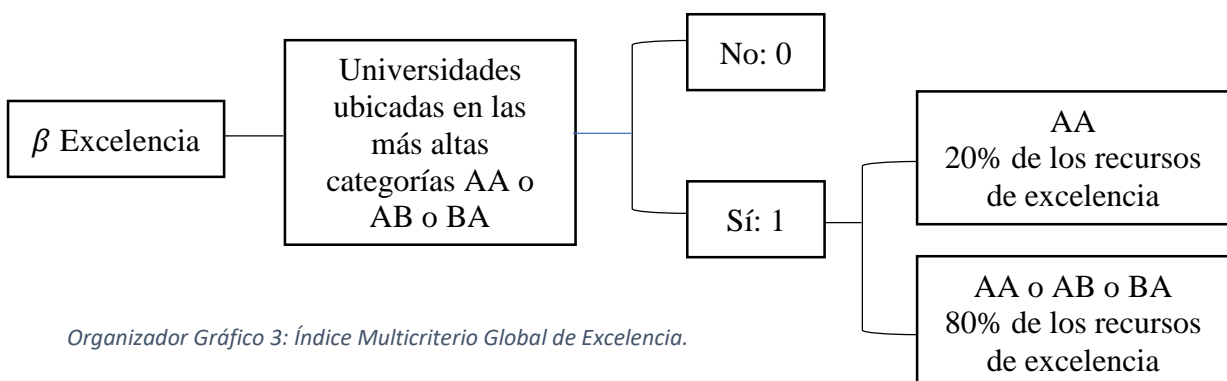 β Excelencia
Universidades
ubicadas en las
más altas
categorías AA o
AB o BA
No: 0
Sí: 1
AA
20% de los recursos
de excelencia
AA o AB o BA
80% de los recursos
de excelencia
Organizador Gráfico 3: Índice Multicriterio Global de Excelencia.